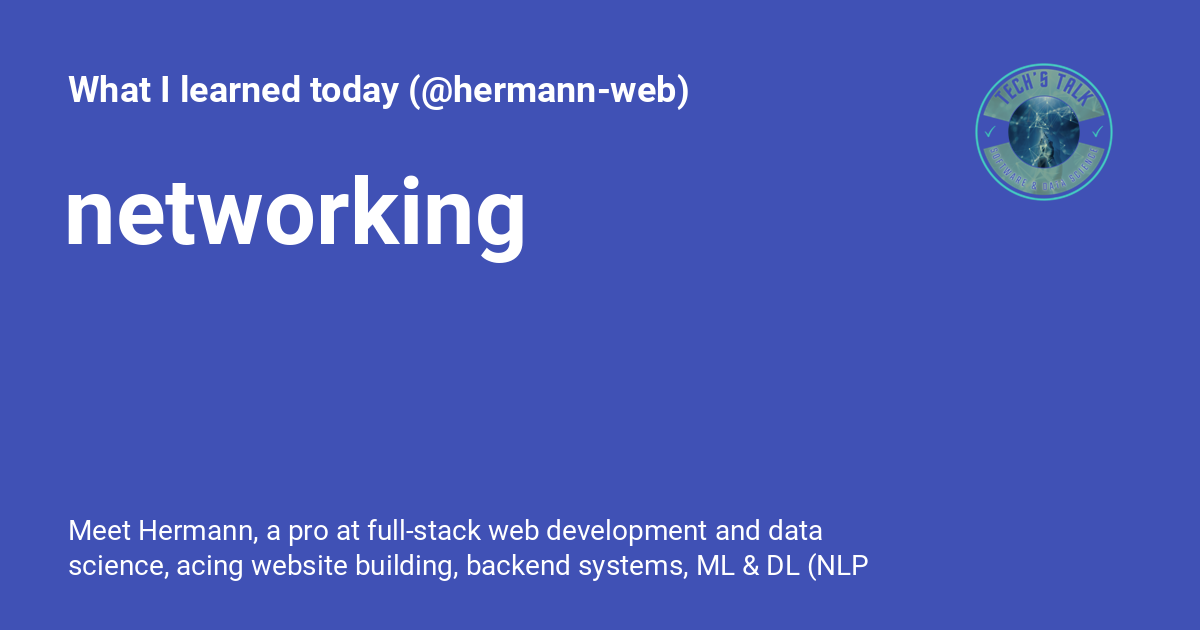 What I learned today (@hermann-web)
TECH'S TALK
networking
SOFTWARE & DATA SCIENCE
Meet Hermann, a pro at full-stack web development and data
science, acing website building, backend systems, ML & DL (NLP